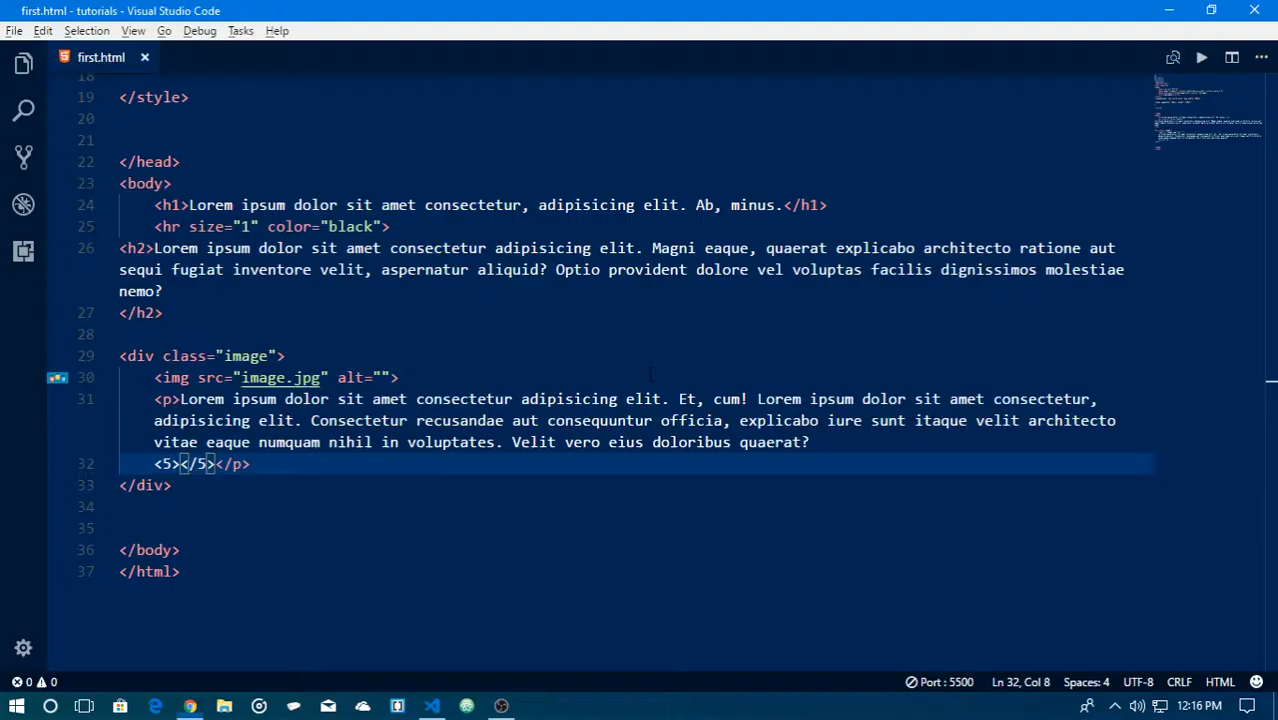 first.html - tutorials - Visual Studio Code
File Edit Selection View Go Debug Tasks Help
first.html
18
19 </style>
20
21
22 </head>
23 <body>
24 <h1>Lorem ipsum dolor sit amet consectetur, adipisicing elit. Ab, minus.</h1>
25 <hr size="1" color="black">
26 <h2>Lorem ipsum dolor sit amet consectetur adipisicing elit. Magni eaque, quaerat explicabo architecto ratione aut
sequi fugiat inventore velit, aspernatur aliquid? Optio provident dolore vel voluptas facilis dignissimos molestiae
nemo?
27 </h2>
28
29 <div class="image">
30 <img src="image.jpg" alt="">
31 <p>Lorem ipsum dolor sit amet consectetur adipisicing elit. Et, cum! Lorem ipsum dolor sit amet consectetur,
adipisicing elit. Consectetur recusandae aut consequuntur officia, explicabo iure sunt itaque velit architecto
vitae eaque numquam nihil in voluptates. Velit vero eius doloribus quaerat?
32 <5></5></p>
33 </div>
34
35
36 </body>
37 </html>
0 0 Port : 5500 Ln 32, Col 8 Spaces: 4 UTF-8 CRLF HTML
12:16 PM